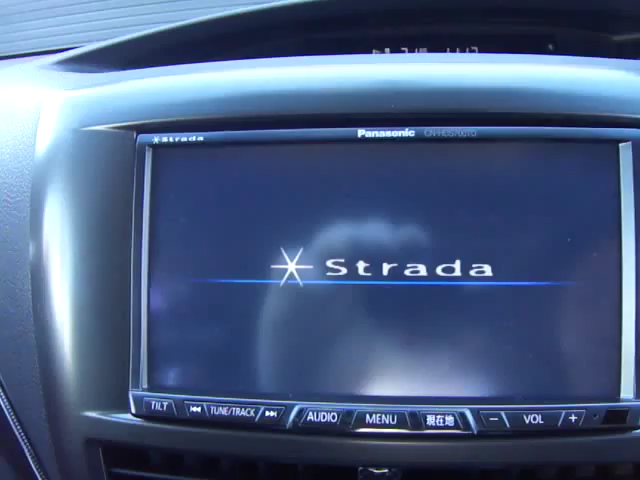 Strada Panasonic
Strada
TILT TUNE/TRACK AUDIO MENU 現在地 − VOL +